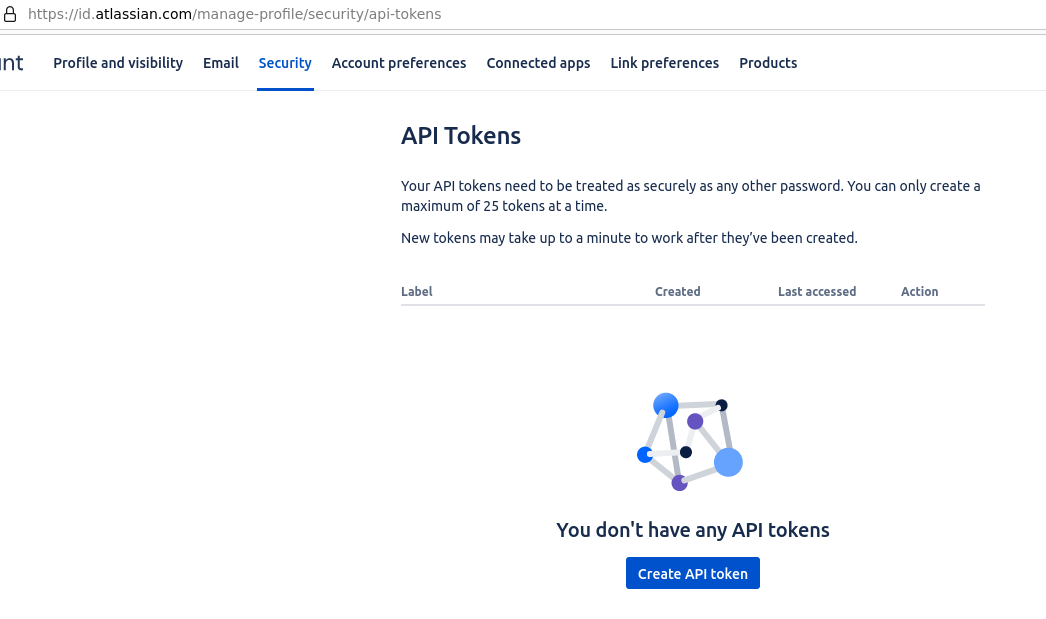 https://id.atlassian.com/manage-profile/security/api-tokens
Profile and visibility Email Security Account preferences Connected apps Link preferences Products
API Tokens
Your API tokens need to be treated as securely as any other password. You can only create a
maximum of 25 tokens at a time.
New tokens may take up to a minute to work after they’ve been created.
Label Created Last accessed Action
You don't have any API tokens
Create API token